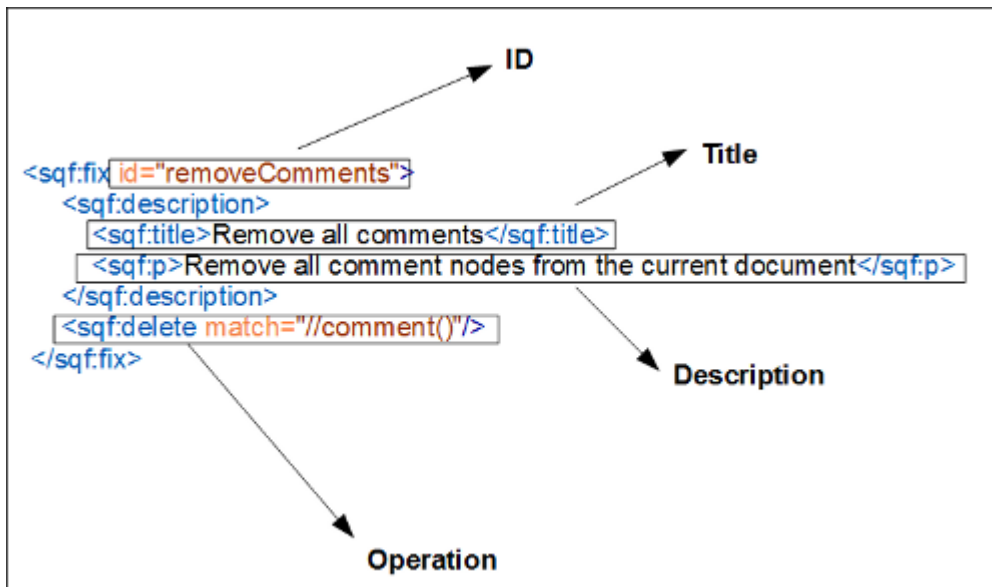 ID
Title
<sqf:fix id="removeComments">
<sqf:description>
<sqf:title>Remove all comments</sqf:title>
<sqf:p>Remove all comment nodes from the current document</sqf:p>
</sqf:description>
<sqf:delete match="//comment()"/>
</sqf:fix>
Description
Operation